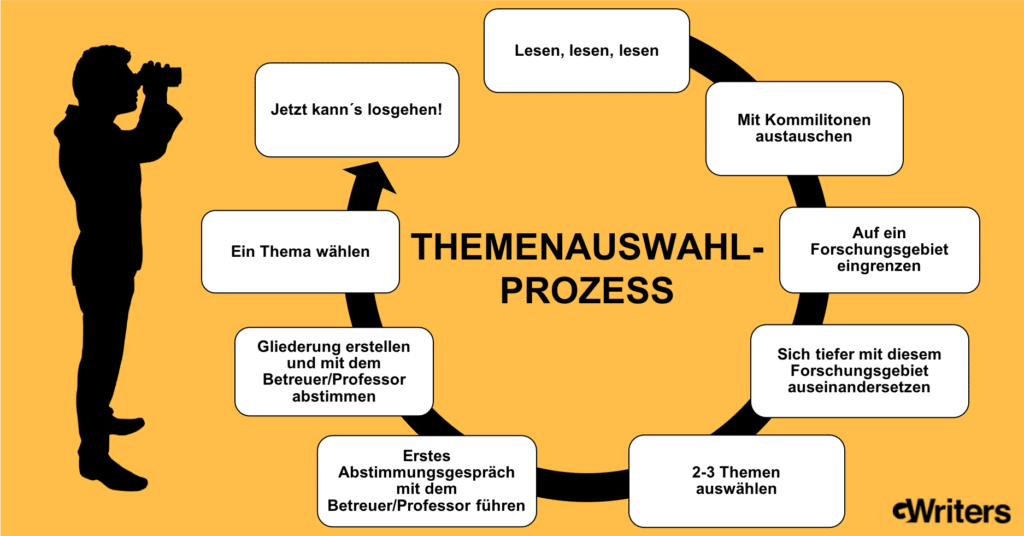 Lesen, lesen, lesen
Mit Kommilitonen
austauschen
Auf ein
Forschungsgebiet
eingrenzen
Sich tiefer mit diesem
Forschungsgebiet
auseinandersetzen
2-3 Themen
auswählen
Erstes
Abstimmungsgespräch
mit dem
Betreuer/Professor führen
Gliederung erstellen
und mit dem
Betreuer/Professor
abstimmen
Ein Thema wählen
Jetzt kann´s losgehen!
THEMENAUSWAHL-
PROZESS
Writers